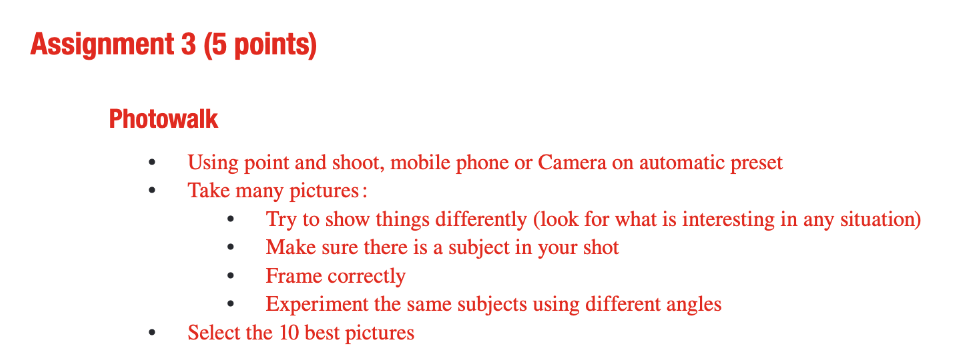 Assignment 3 (5 points)
Photowalk
• Using point and shoot, mobile phone or Camera on automatic preset
• Take many pictures :
• Try to show things differently (look for what is interesting in any situation)
• Make sure there is a subject in your shot
• Frame correctly
• Experiment the same subjects using different angles
• Select the 10 best pictures